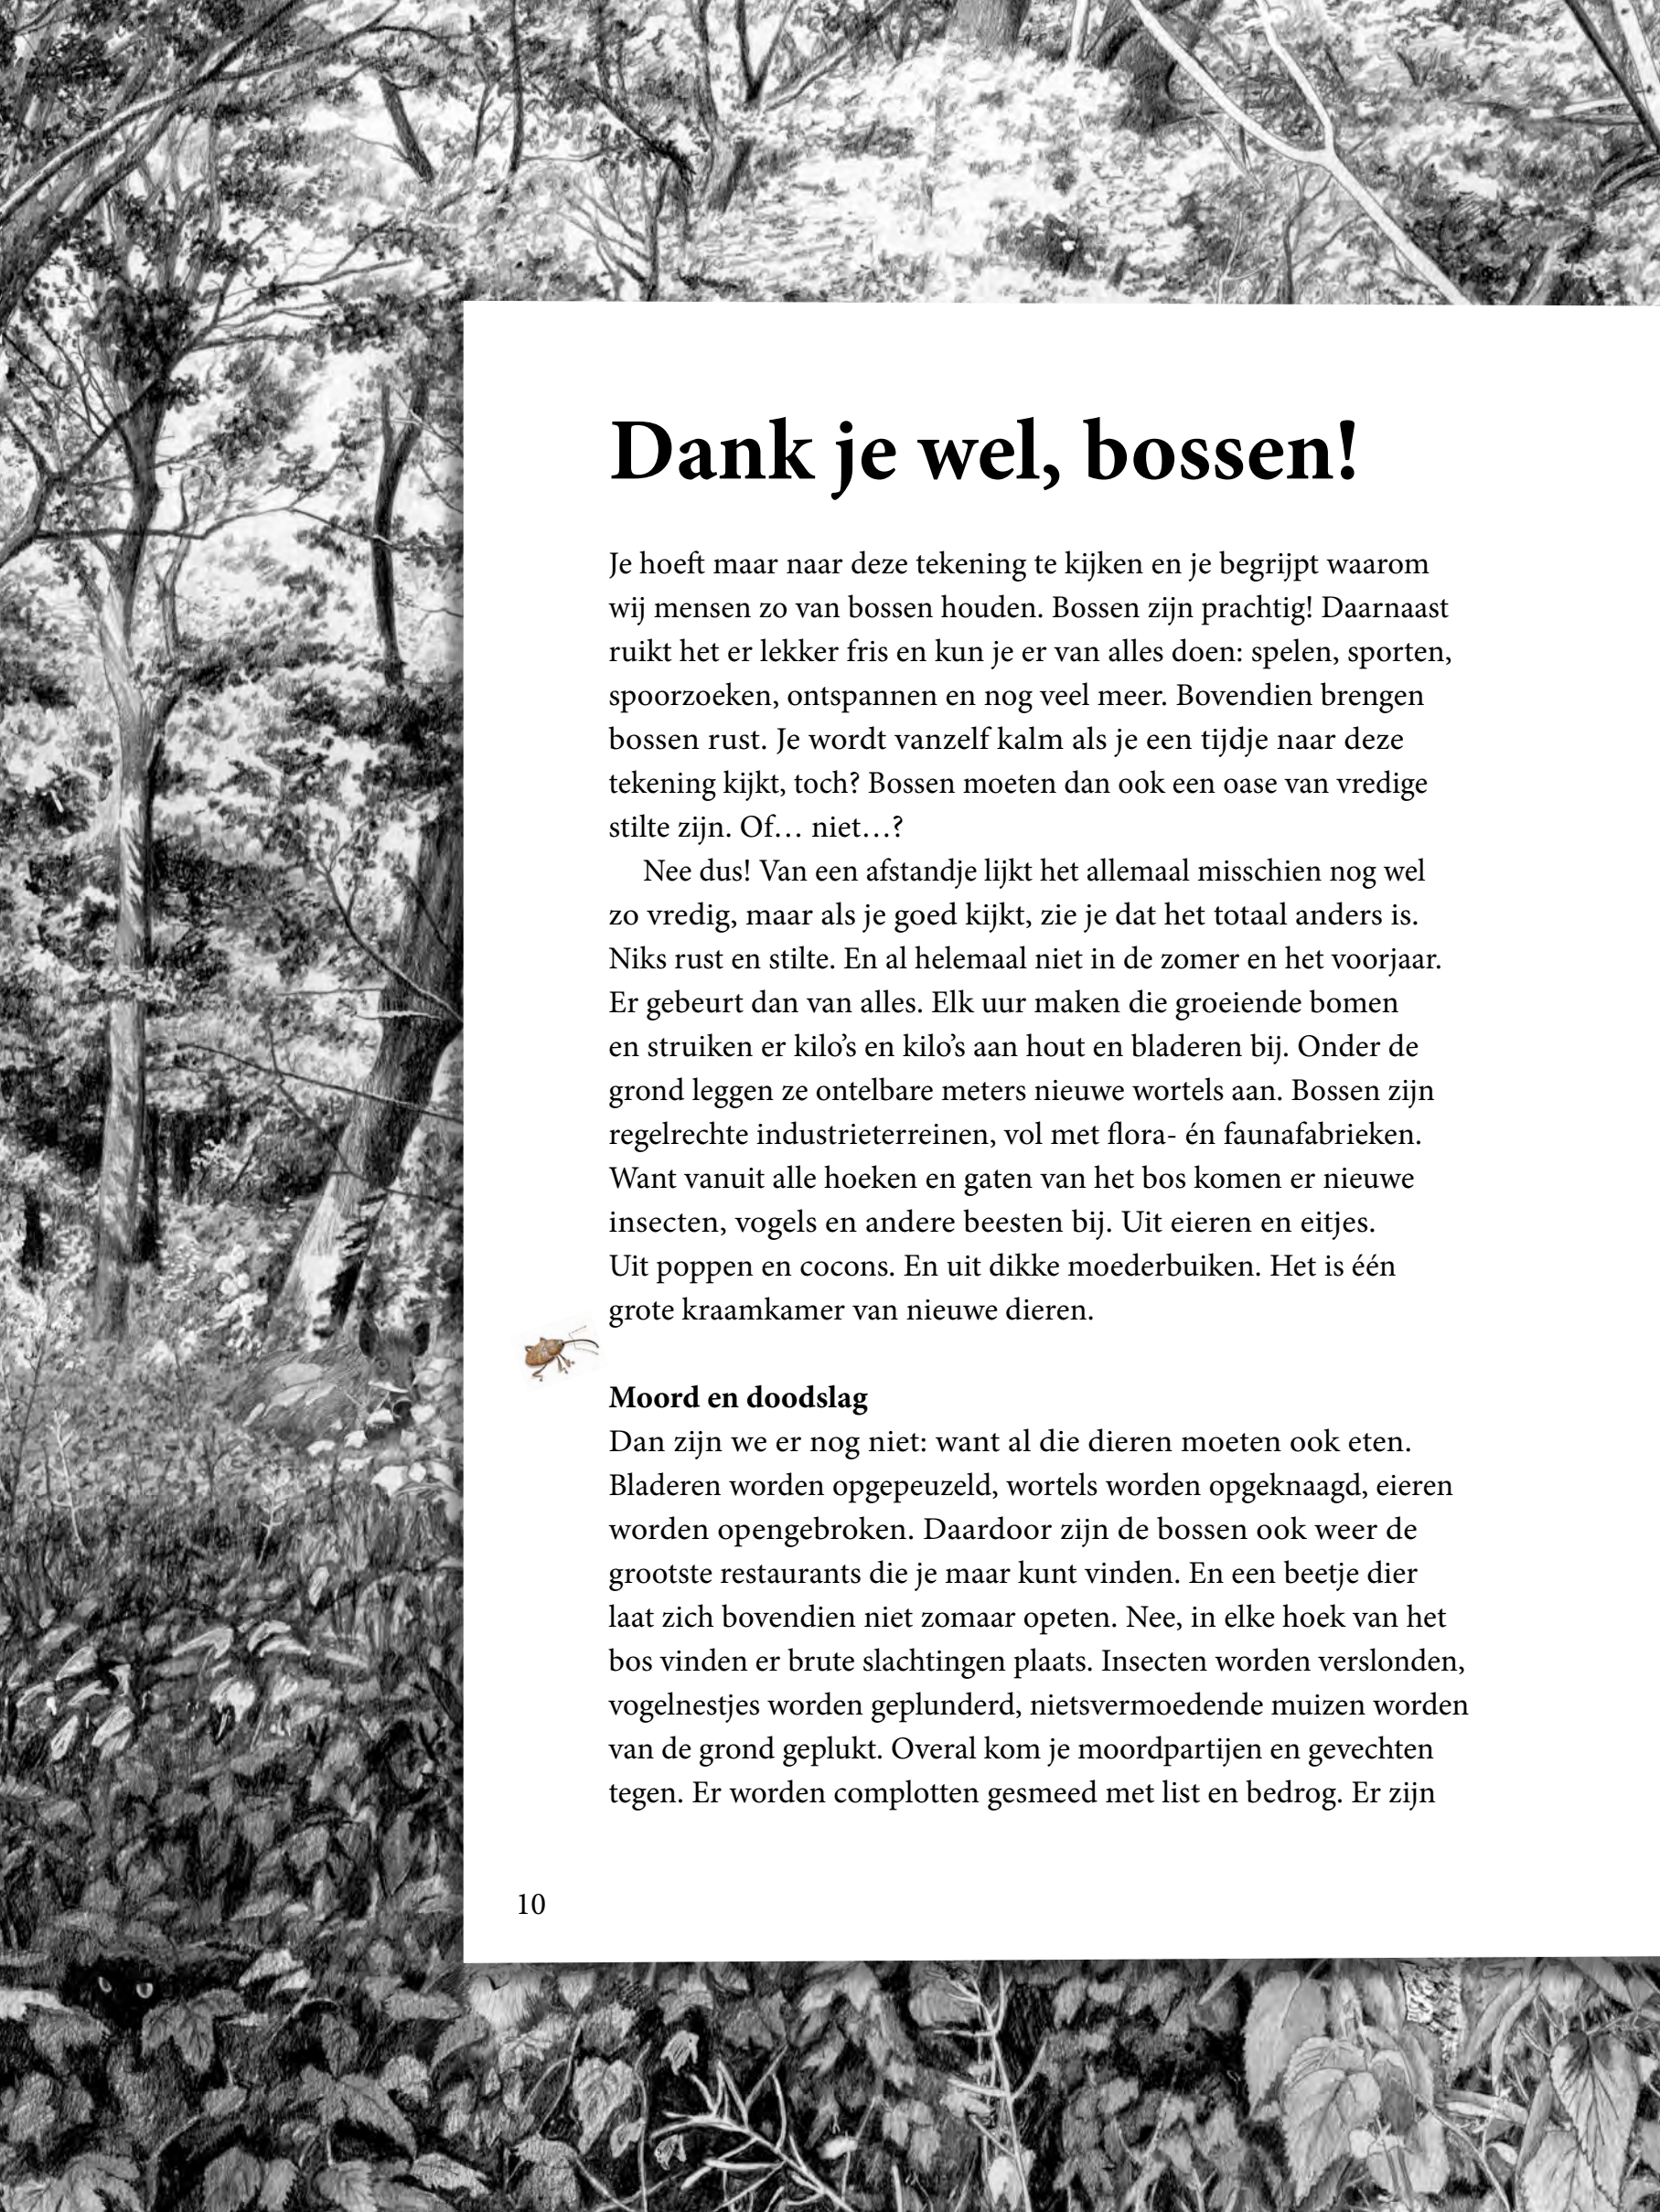 Dank je wel, bossen!
Je hoeft maar naar deze tekening te kijken en je begrijpt waarom
wij mensen zo van bossen houden. Bossen zijn prachtig! Daarnaast
ruikt het er lekker fris en kun je er van alles doen: spelen, sporten,
spoorzoeken, ontspannen en nog veel meer. Bovendien brengen
bossen rust. Je wordt vanzelf kalm als je een tijdje naar deze
tekening kijkt, toch? Bossen moeten dan ook een oase van vredige
stilte zijn. Of… niet…?
Nee dus! Van een afstandje lijkt het allemaal misschien nog wel
zo vredig, maar als je goed kijkt, zie je dat het totaal anders is.
Niks rust en stilte. En al helemaal niet in de zomer en het voorjaar.
Er gebeurt dan van alles. Elk uur maken die groeiende bomen
en struiken er kilo’s en kilo’s aan hout en bladeren bij. Onder de
grond leggen ze ontelbare meters nieuwe wortels aan. Bossen zijn
regelrechte industrieterreinen, vol met flora- én faunafabrieken.
Want vanuit alle hoeken en gaten van het bos komen er nieuwe
insecten, vogels en andere beesten bij. Uit eieren en eitjes.
Uit poppen en cocons. En uit dikke moederbuiken. Het is één
grote kraamkamer van nieuwe dieren.
Moord en doodslag
Dan zijn we er nog niet: want al die dieren moeten ook eten.
Bladeren worden opgepeuzeld, wortels worden opgeknaagd, eieren
worden opengebroken. Daardoor zijn de bossen ook weer de
grootste restaurants die je maar kunt vinden. En een beetje dier
laat zich bovendien niet zomaar opeten. Nee, in elke hoek van het
bos vinden er brute slachtingen plaats. Insecten worden verslonden,
vogelnestjes worden geplunderd, nietsvermoedende muizen worden
van de grond geplukt. Overal kom je moordpartijen en gevechten
tegen. Er worden complotten gesmeed met list en bedrog. Er zijn
10